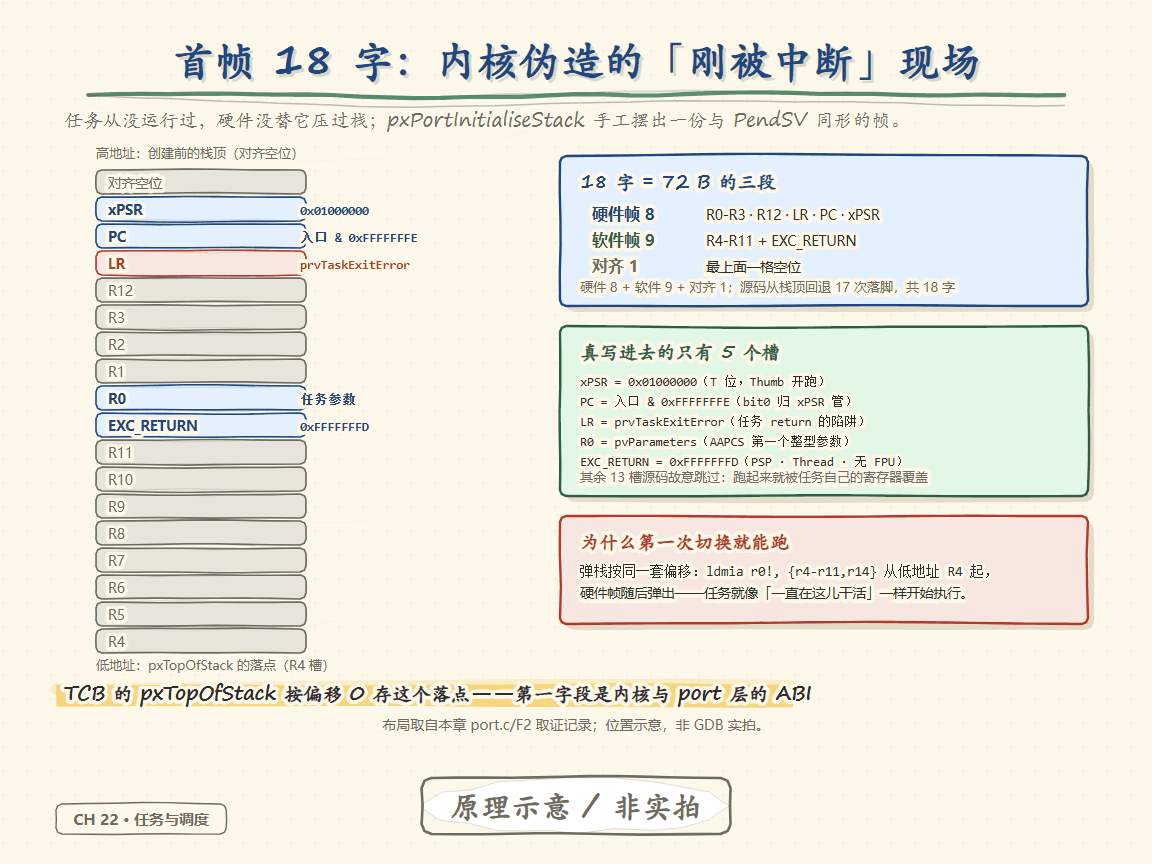 首帧 18 字：内核伪造的「刚被中断」现场
任务从没运行过，硬件没替它压过栈；pxPortInitialiseStack 手工摆出一份与 PendSV 同形的帧。
高地址：创建前的栈顶（对齐空位）
对齐空位
xPSR 0x01000000
PC 入口 & 0xFFFFFFFE
LR prvTaskExitError
R12
R3
R2
R1
R0 任务参数
EXC_RETURN 0xFFFFFFFD
R11
R10
R9
R8
R7
R6
R5
R4
低地址：pxTopOfStack 的落点（R4 槽）
18 字 = 72 B 的三段
硬件帧 8 R0-R3 · R12 · LR · PC · xPSR
软件帧 9 R4-R11 + EXC_RETURN
对齐 1 最上面一格空位
硬件 8 + 软件 9 + 对齐 1；源码从栈顶回退 17 次落脚，共 18 字
真写进去的只有 5 个槽
xPSR = 0x01000000（T 位，Thumb 开跑）
PC = 入口 & 0xFFFFFFFE（bit0 归 xPSR 管）
LR = prvTaskExitError（任务 return 的陷阱）
R0 = pvParameters（AAPCS 第一个整型参数）
EXC_RETURN = 0xFFFFFFFD（PSP · Thread · 无 FPU）
其余 13 槽源码故意跳过：跑起来就被任务自己的寄存器覆盖
为什么第一次切换就能跑
弹栈按同一套偏移：ldmia r0!, {r4-r11,r14} 从低地址 R4 起，
硬件帧随后弹出——任务就像「一直在这儿干活」一样开始执行。
TCB 的 pxTopOfStack 按偏移 0 存这个落点——第一字段是内核与 port 层的 ABI
布局取自本章 port.c/F2 取证记录；位置示意，非 GDB 实拍。
原理示意 / 非实拍
CH 22 · 任务与调度